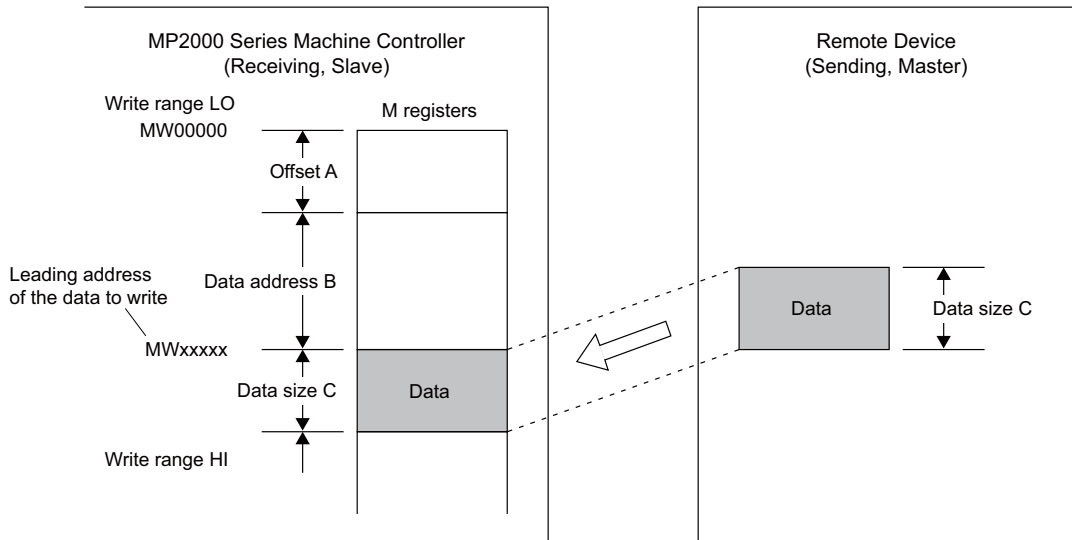 MP2000 Series Machine Controller
(Receiving, Slave)
Remote Device
(Sending, Master)
Write range LO
MW00000
M registers
Offset A
Data address B
Leading address
of the data to write
MWxxxxx
Data size C
Data
Data
Data size C
Write range HI